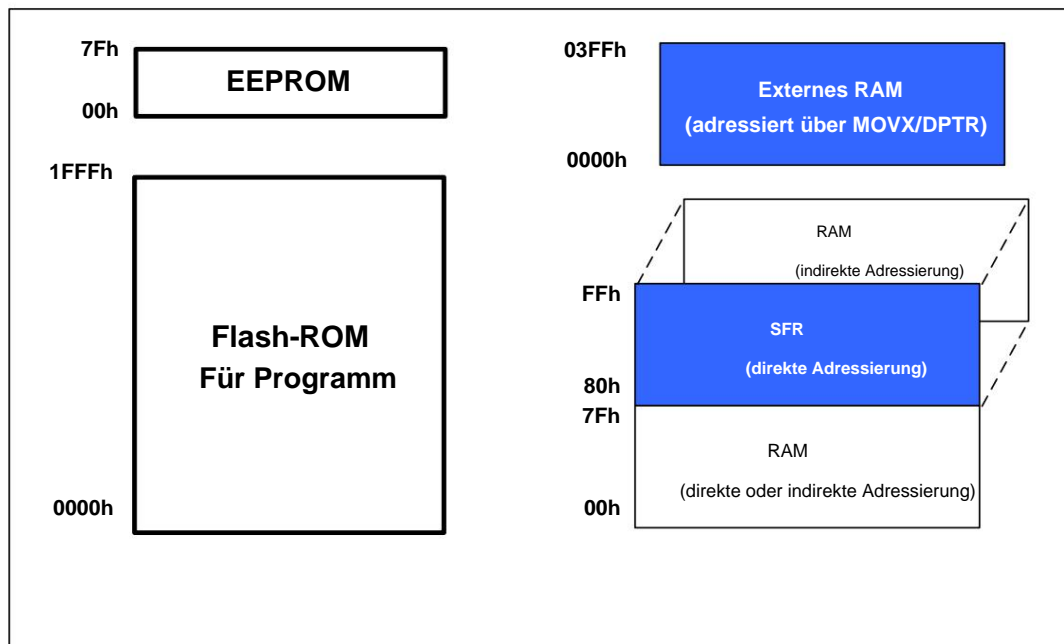 7Fh
EEPROM
00h
1FFFh
Flash-ROM
Für Programm
0000h
03FFh
Externes RAM
(adressiert über MOVX/DPTR)
0000h
RAM
(indirekte Adressierung)
FFh
SFR
(direkte Adressierung)
80h
7Fh
RAM
(direkte oder indirekte Adressierung)
00h